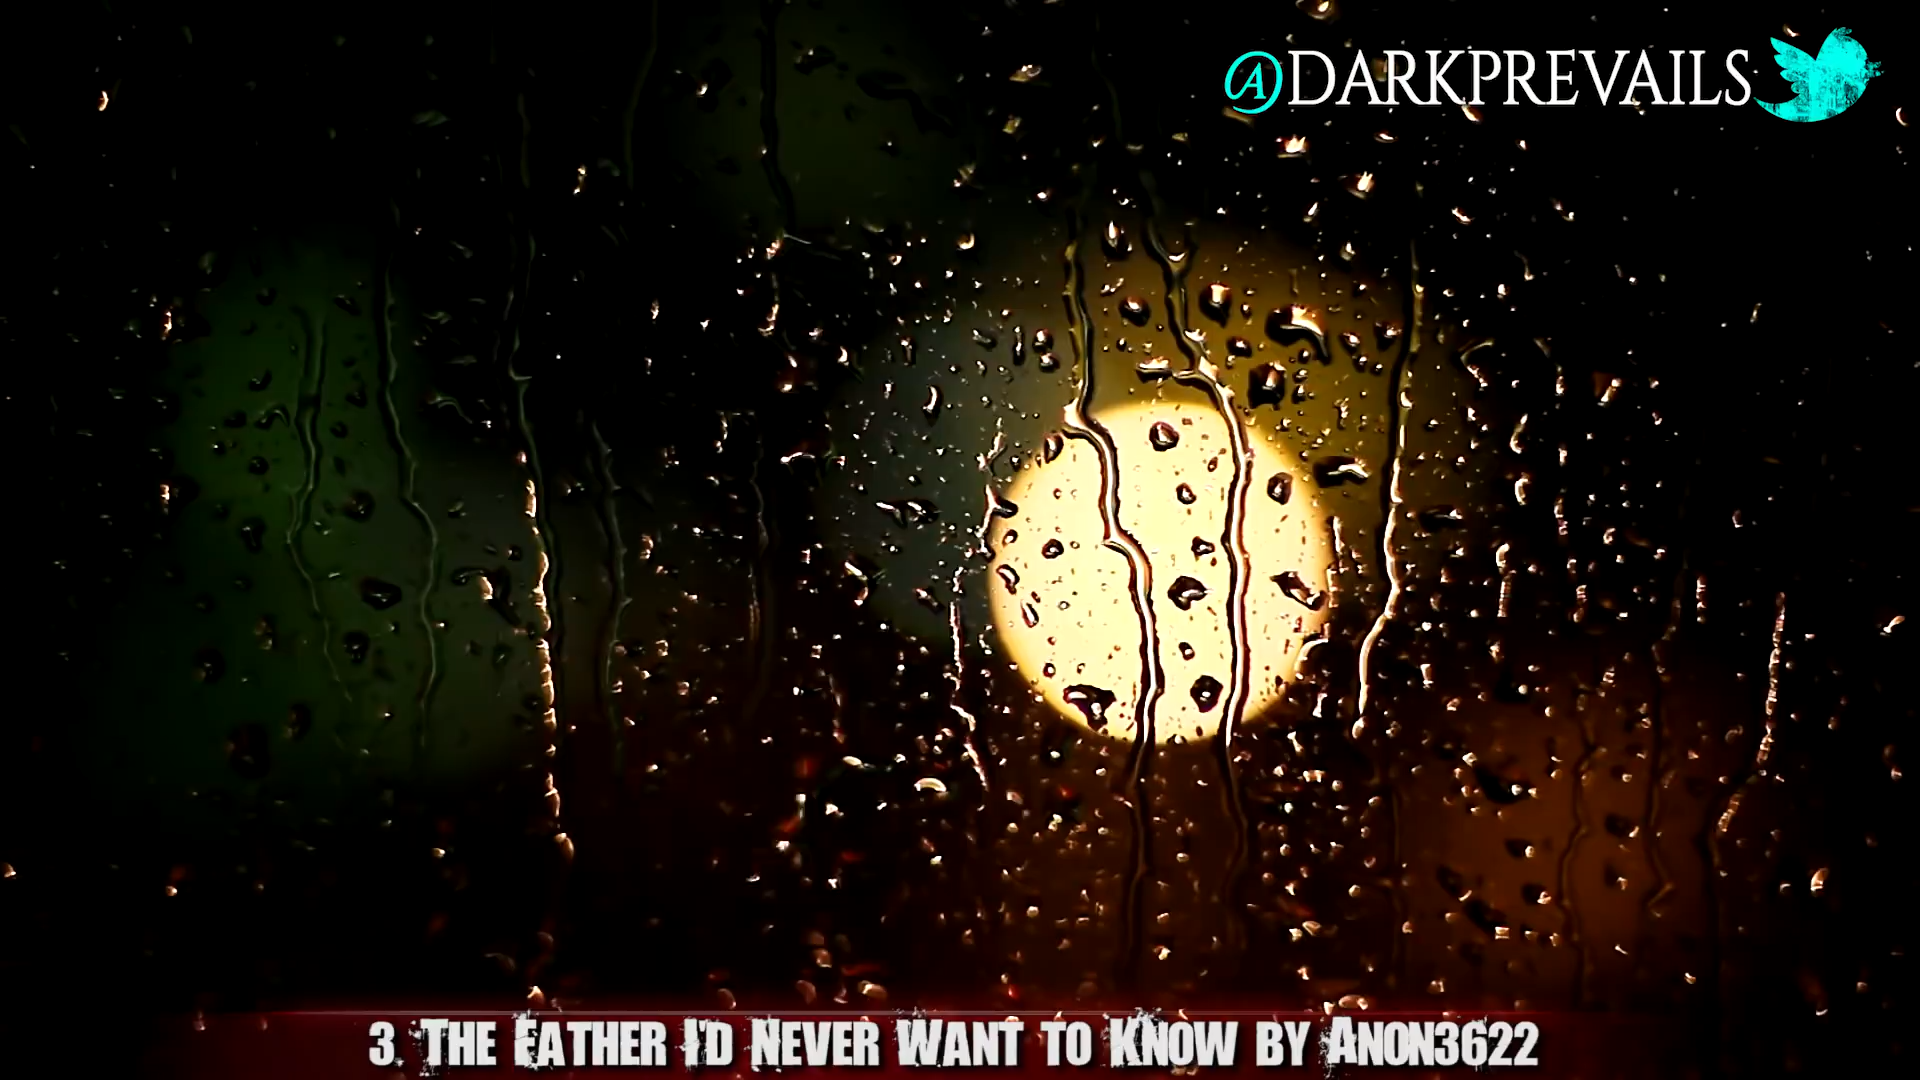 @DARKPREVAILS
3. The Father I'd Never Want to Know by Anon3622